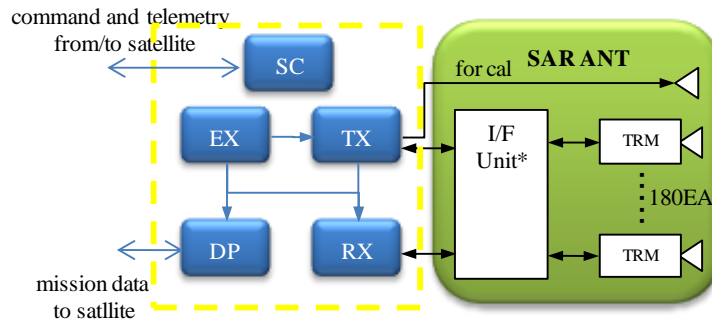 command and telemetry
from/to satellite
SC
for cal
SAR ANT
EX
TX
I/F
Unit*
TRM
180EA
DP
RX
TRM
mission data
to satllite